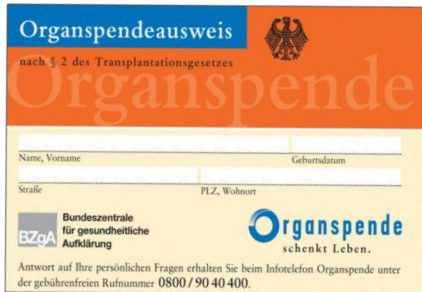 Organspendeausweis
nach § 2 des Transplantationsgesetzes
Organspende
Name, Vorname Geburtsdatum
Straße PLZ, Wohnort
BZgA
Bundeszentrale
für gesundheitliche
Aufklärung
Organspende
schenkt Leben.
Antwort auf Ihre persönlichen Fragen erhalten Sie beim Infotelefon Organspende unter
der gebührenfreien Rufnummer 0800/90 40 400.